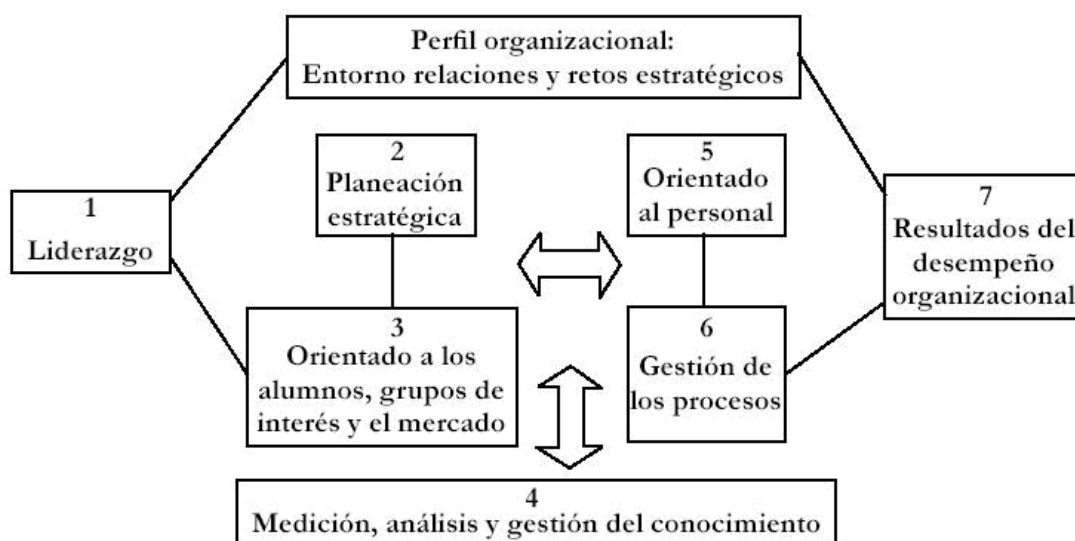 Perfil organizacional:
Entorno relaciones y retos estratégicos
1
Liderazgo
2
Planeación
estratégica
3
Orientado a los
alumnos, grupos de
interés y el mercado
5
Orientado
al personal
6
Gestión de
los procesos
7
Resultados del
desempeño
organizacional
4
Medición, análisis y gestión del conocimiento